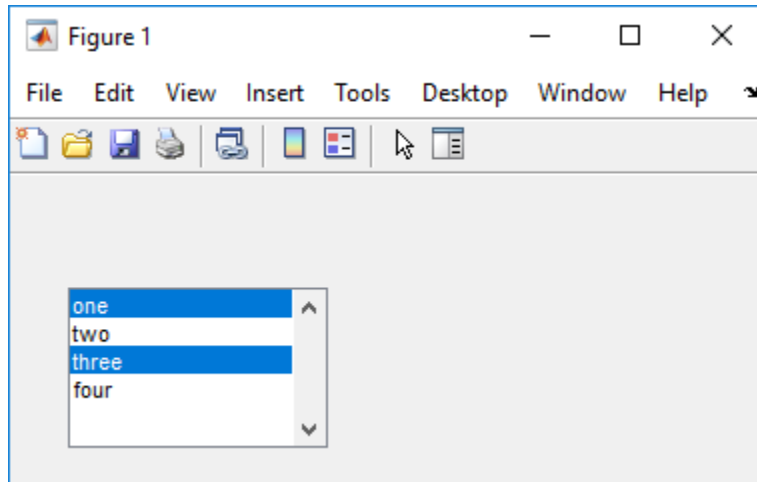 Figure 1
File Edit View Insert Tools Desktop Window Help
one
two
three
four